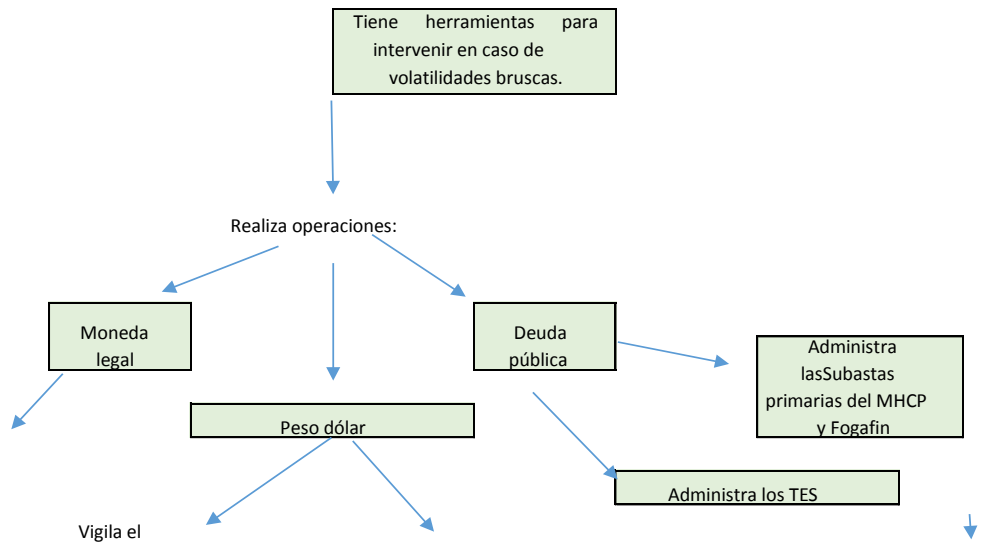 Tiene herramientas para
intervenir en caso de
volatilidades bruscas.
Realiza operaciones:
Moneda
legal
Deuda
pública
Administra
lasSubastas
primarias del MHCP
y Fogafin
Peso dólar
Administra los TES
Vigila el